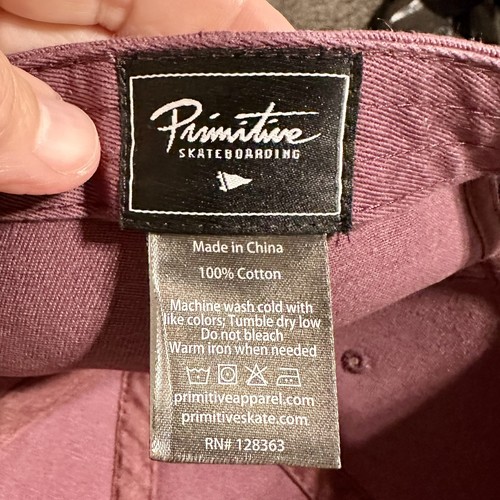 Primitive
SKATEBOARDING
Made in China
100% Cotton
Machine wash cold with
like colors; Tumble dry low
Do not bleach
Warm iron when needed
primitiveapparel.com
primitiveskate.com
RN# 128363